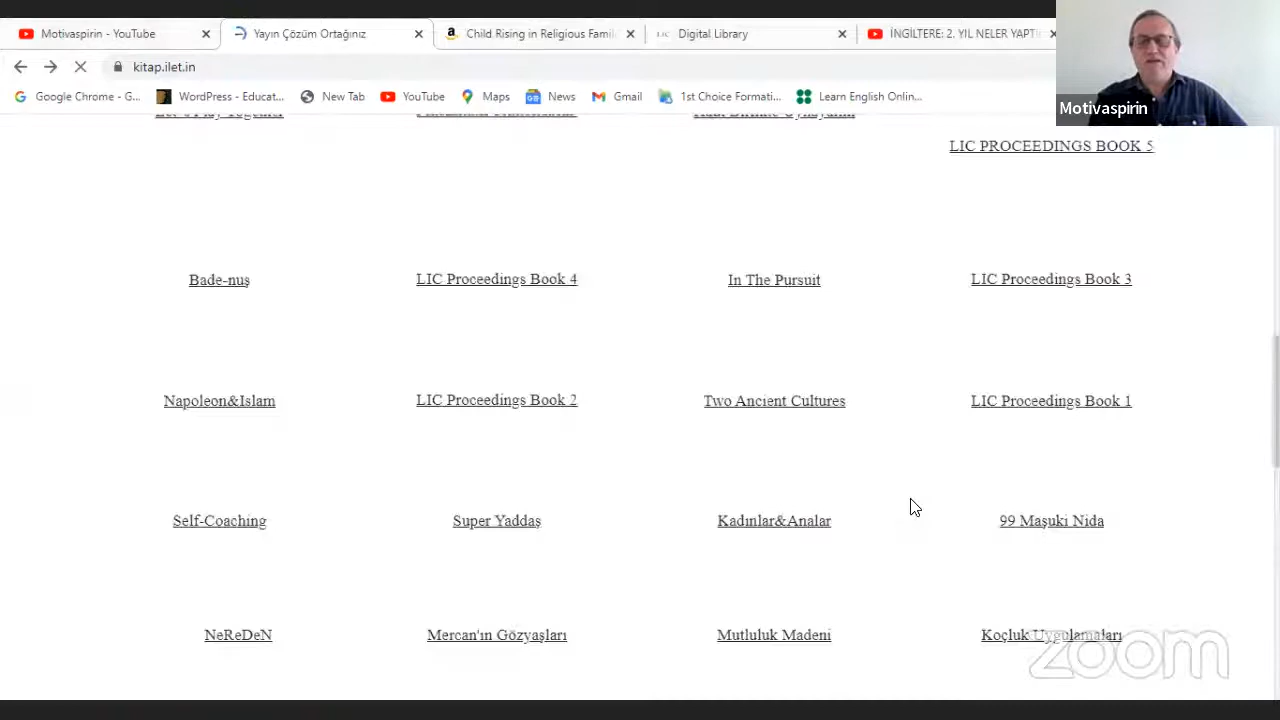 Motivaspirin - YouTube
Yayın Çözüm Ortağınız
Child Rising in Religious Famil
LIC Digital Library
İNGİLTERE: 2. YIL NELER YAPTI
kitap.ilet.in
Google Chrome - G...
WordPress - Educat...
New Tab
YouTube
Maps
News
Gmail
1st Choice Formati...
Learn English Onlin...
Motivaspirin
Let's Play Together
LIC PROCEEDINGS BOOK 5
Bade-nuş
LIC Proceedings Book 4
In The Pursuit
LIC Proceedings Book 3
Napoleon&Islam
LIC Proceedings Book 2
Two Ancient Cultures
LIC Proceedings Book 1
Self-Coaching
Super Yaddaş
Kadınlar&Analar
99 Maşuki Nida
NeReDeN
Mercan'ın Gözyaşları
Mutluluk Madeni
Koçluk Uygulamaları
zoom